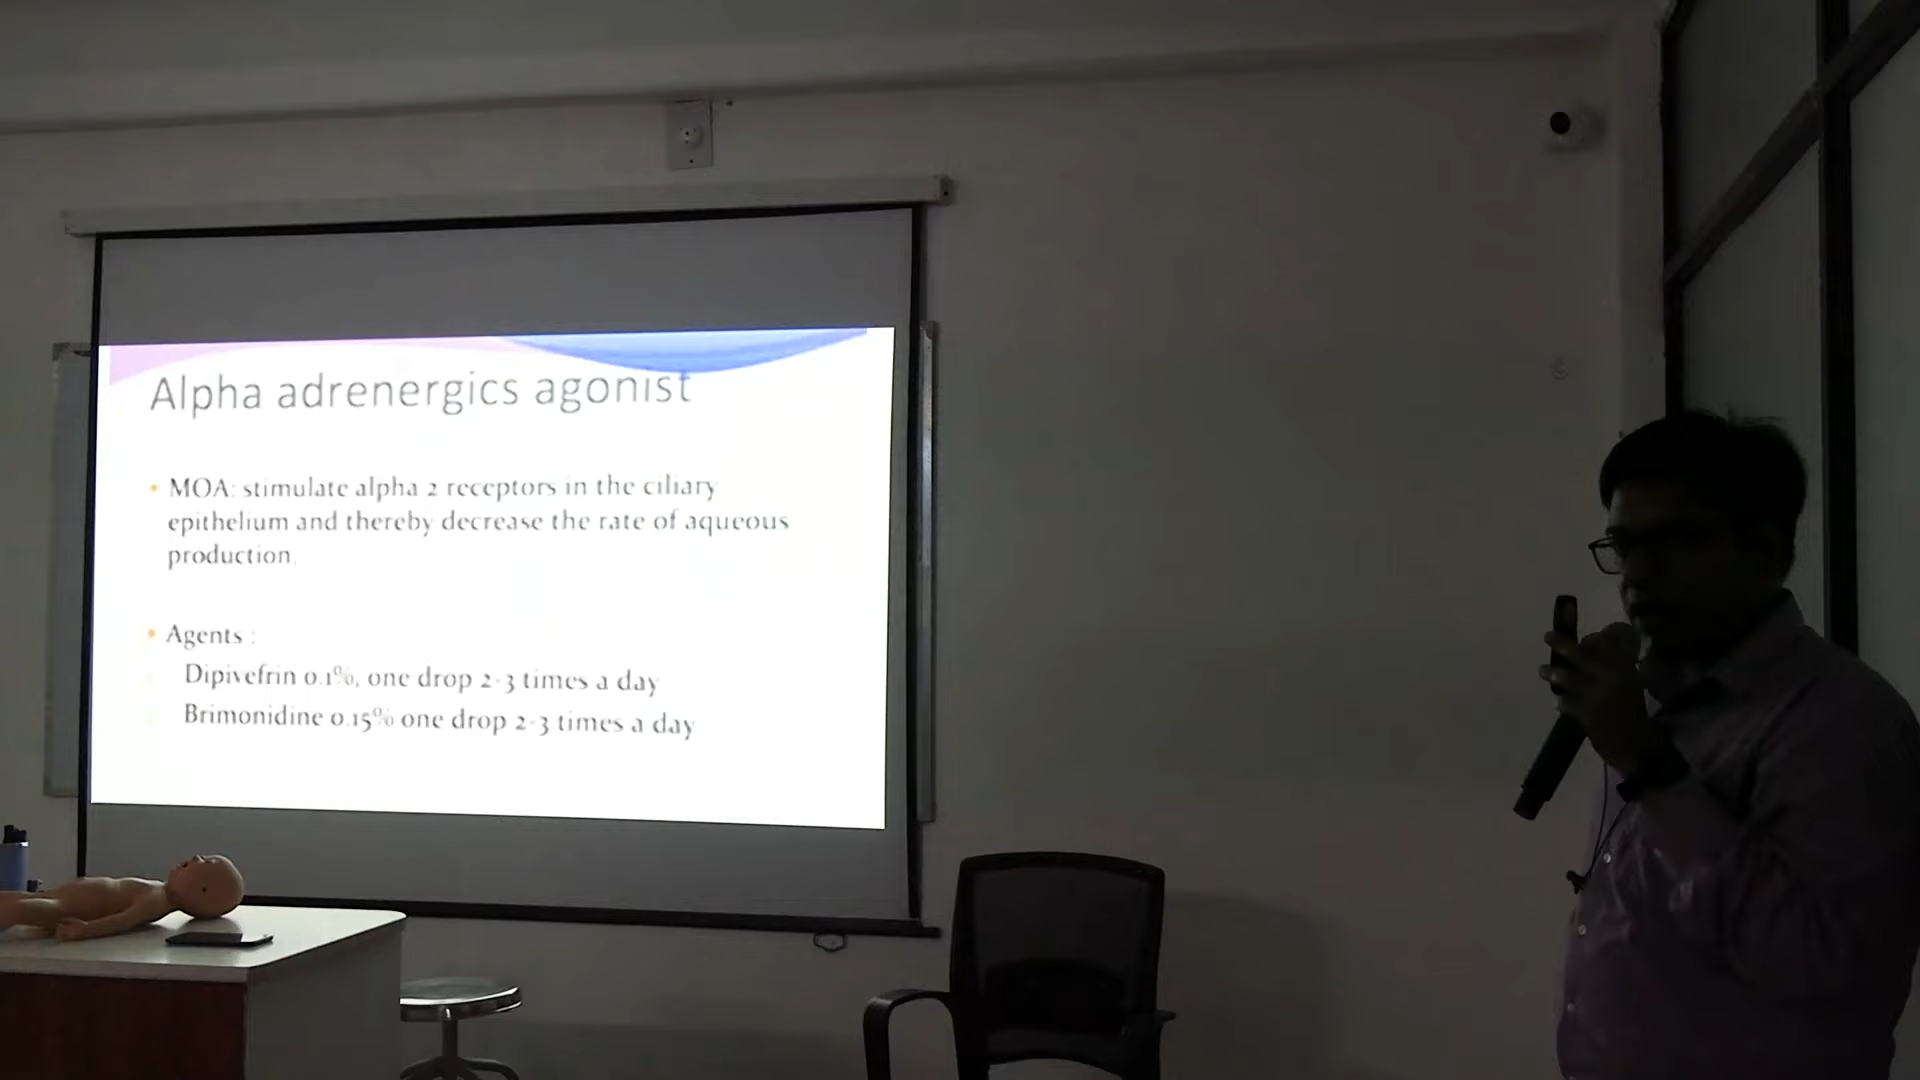 Alpha adrenergics agonist
• MOA: stimulate alpha 2 receptors in the ciliary
epithelium and thereby decrease the rate of aqueous
production.
• Agents :
Dipivefrin 0.1%, one drop 2-3 times a day
Brimonidine 0.15% one drop 2-3 times a day